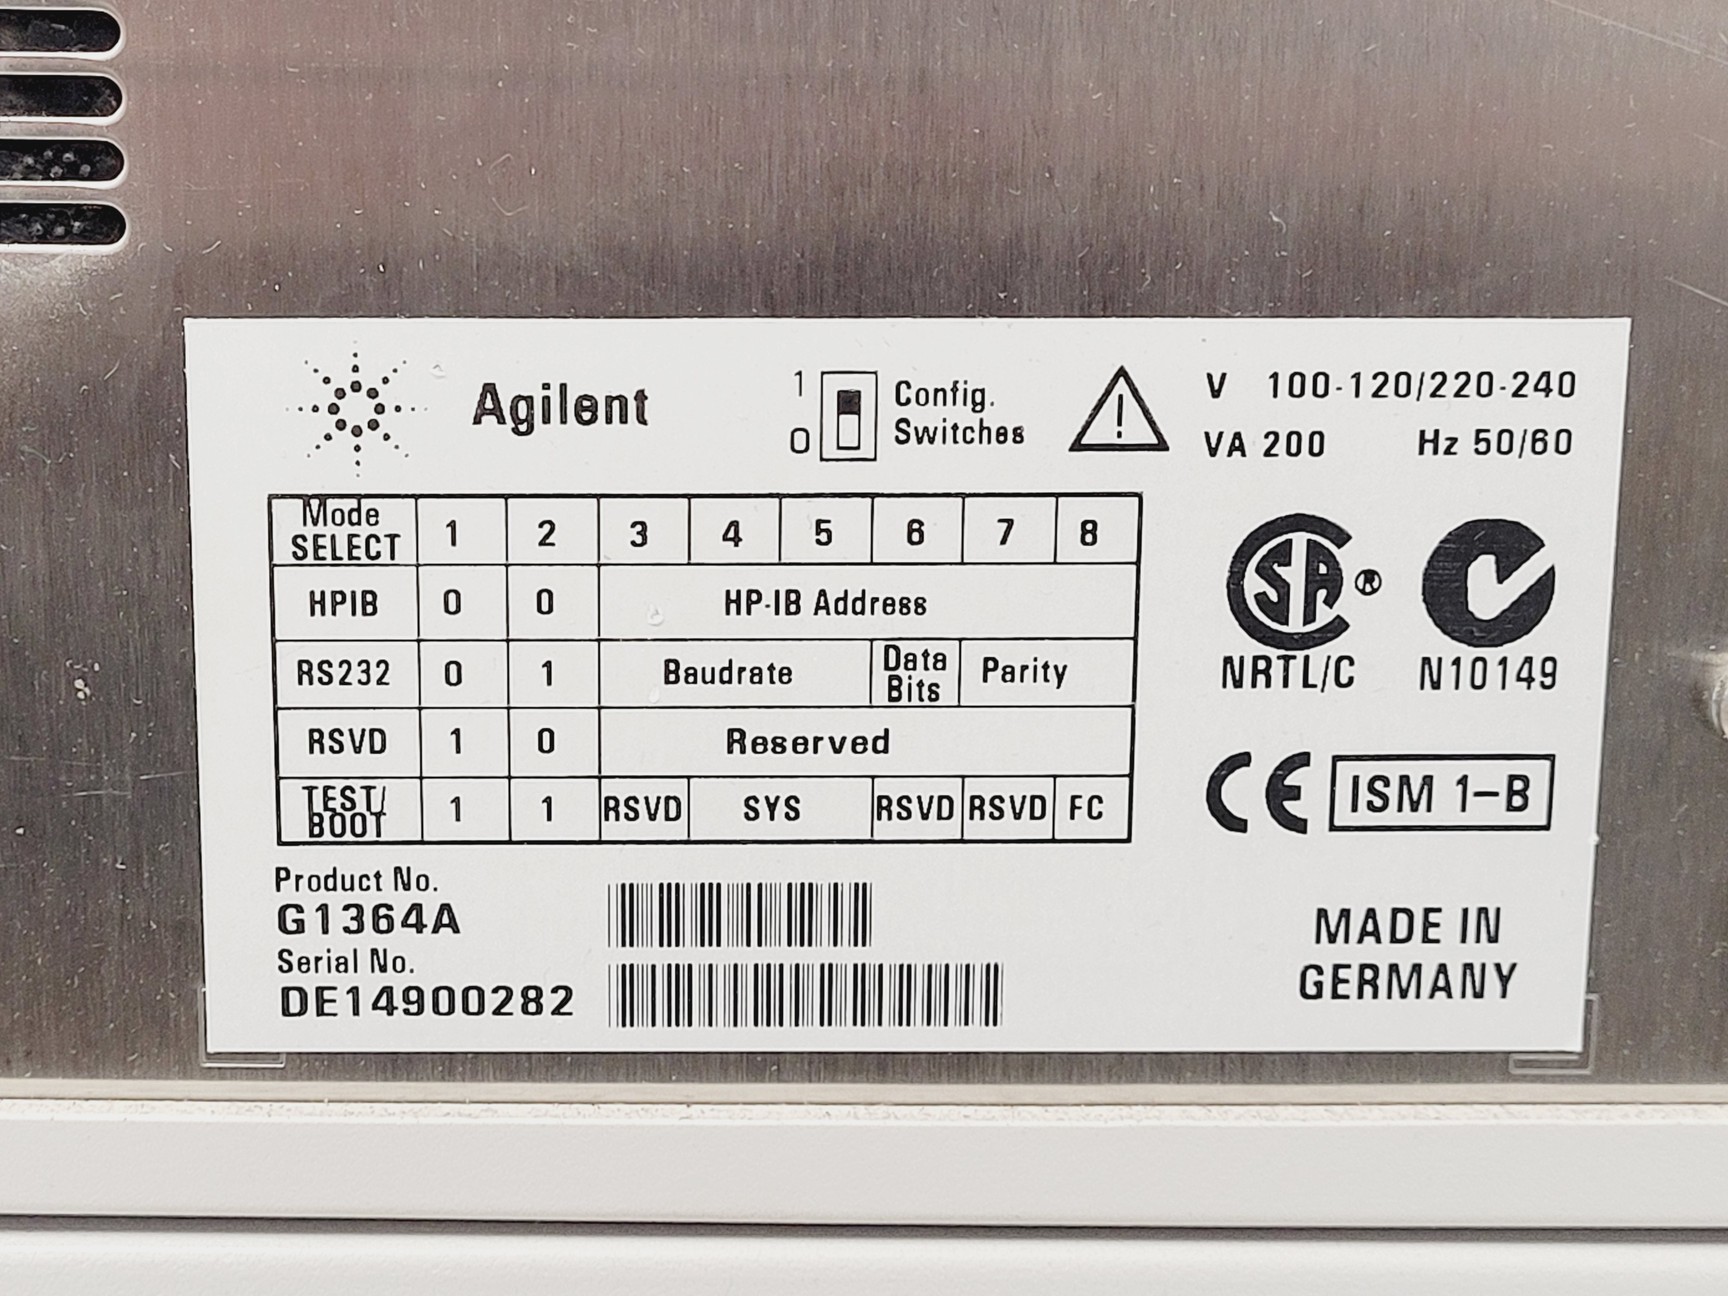 Agilent
1
0
Config.
Switches
V 100-120/220-240
VA 200 Hz 50/60
Mode SELECT 1 2 3 4 5 6 7 8
HPIB 0 0 HP-IB Address
RS232 0 1 Baudrate Data Bits Parity
RSVD 1 0 Reserved
TEST/ BOOT 1 1 RSVD SYS RSVD RSVD FC
SA ®
NRTL/C N10149
CE ISM 1-B
Product No.
G1364A
Serial No.
DE14900282
MADE IN
GERMANY